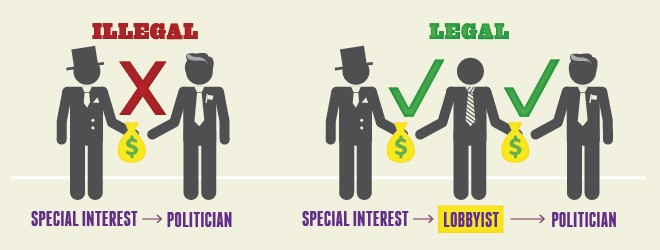 ILLEGAL
$
SPECIAL INTEREST → POLITICIAN
LEGAL
$ $
SPECIAL INTEREST → LOBBYIST → POLITICIAN